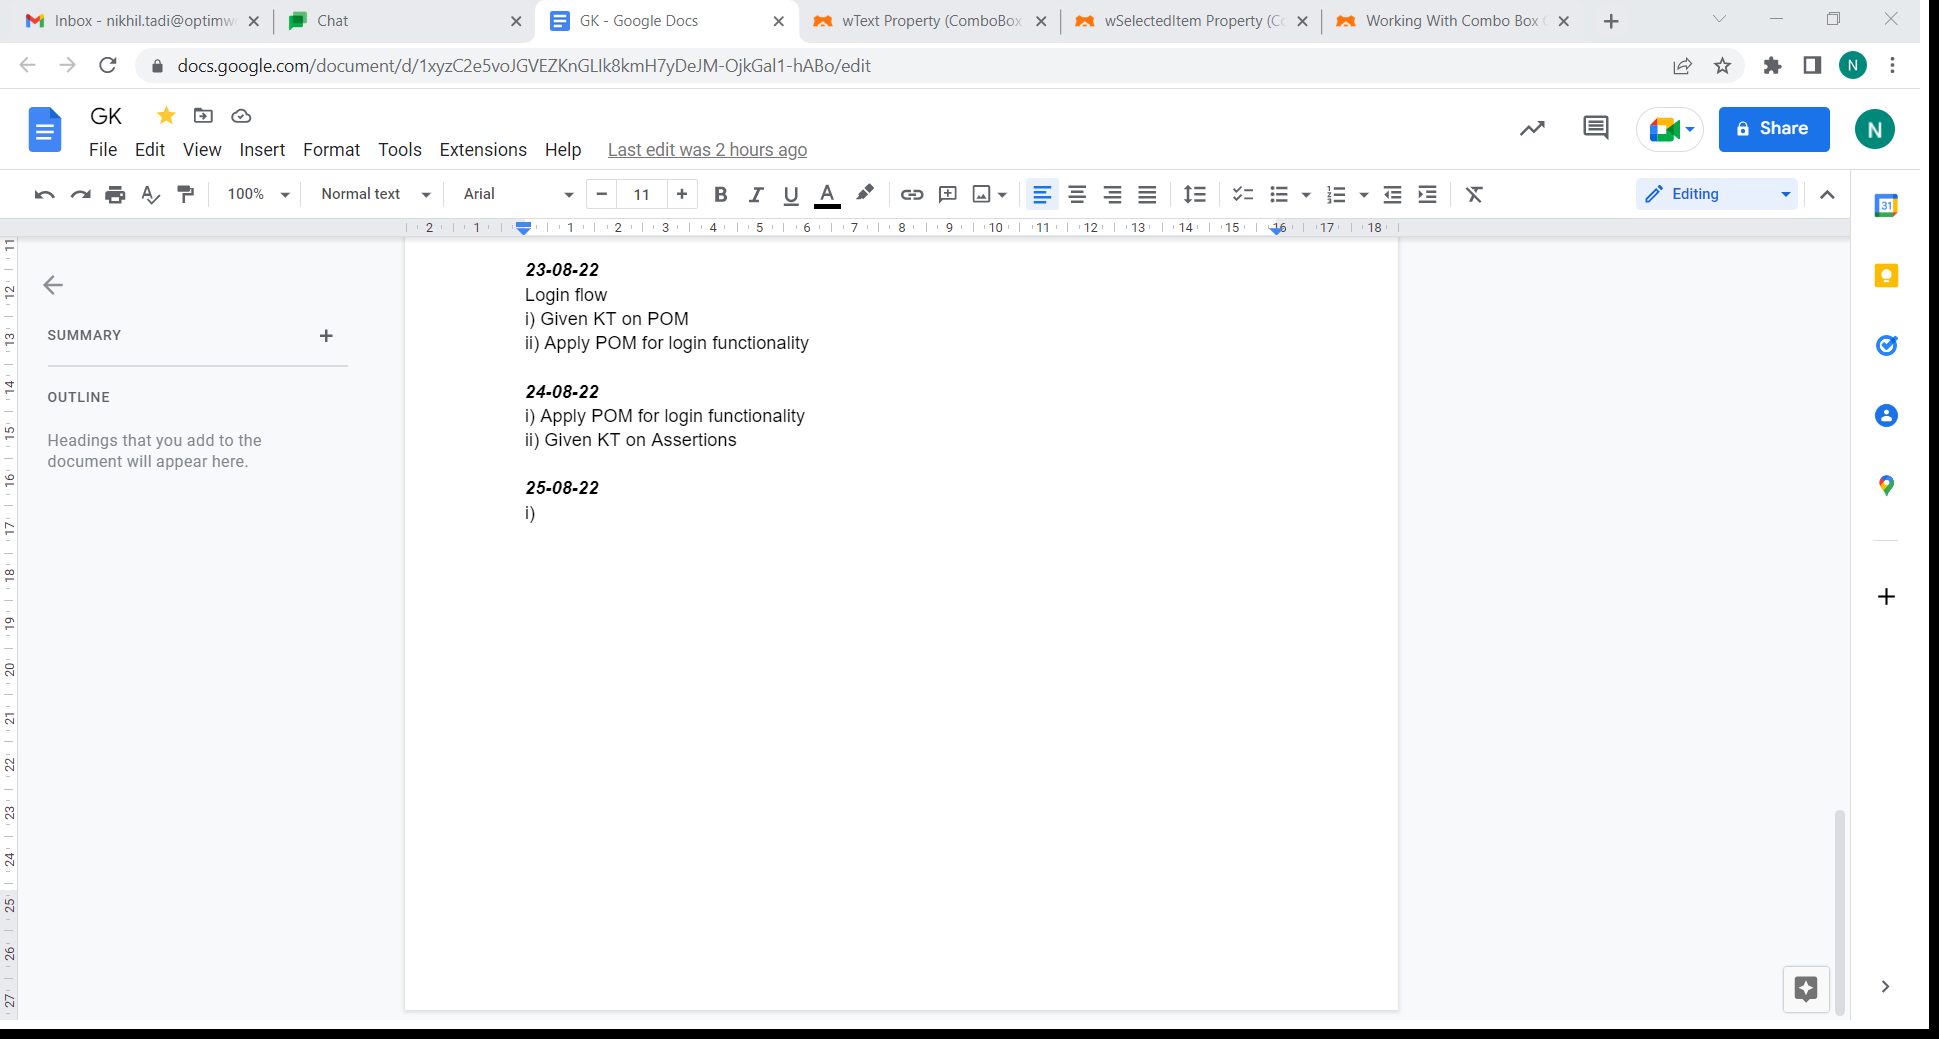 Inbox - nikhil.tadi@optimw
Chat
GK - Google Docs
wText Property (ComboBox
wSelectedItem Property (Co
Working With Combo Box
docs.google.com/document/d/1xyzC2e5voJGVEZKnGLIk8kmH7yDeJM-OjkGal1-hABo/edit
N
GK
File Edit View Insert Format Tools Extensions Help Last edit was 2 hours ago
Share
N
100% Normal text Arial 11 B I U A Editing
2 1 1 2 3 4 5 6 7 8 9 10 11 12 13 14 15 16 17 18
31
11
12
13
14
15
16
17
18
19
20
21
22
23
24
25
26
27
SUMMARY
OUTLINE
Headings that you add to the
document will appear here.
23-08-22
Login flow
i) Given KT on POM
ii) Apply POM for login functionality
24-08-22
i) Apply POM for login functionality
ii) Given KT on Assertions
25-08-22
i)